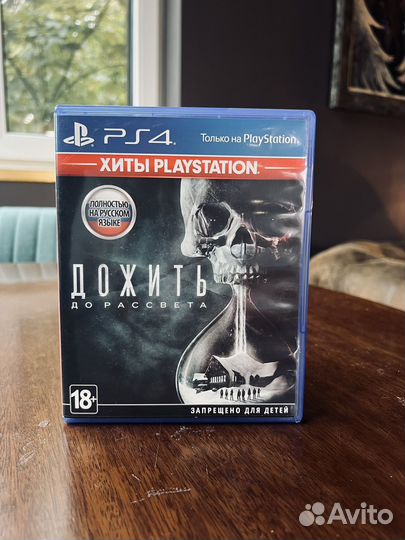 PS4
Только на PlayStation
ХИТЫ PLAYSTATION
ПОЛНОСТЬЮ
НА РУССКОМ
ЯЗЫКЕ
ДОЖИТЬ
ДО РАССВЕТА
18+
ЗАПРЕЩЕНО ДЛЯ ДЕТЕЙ
Avito